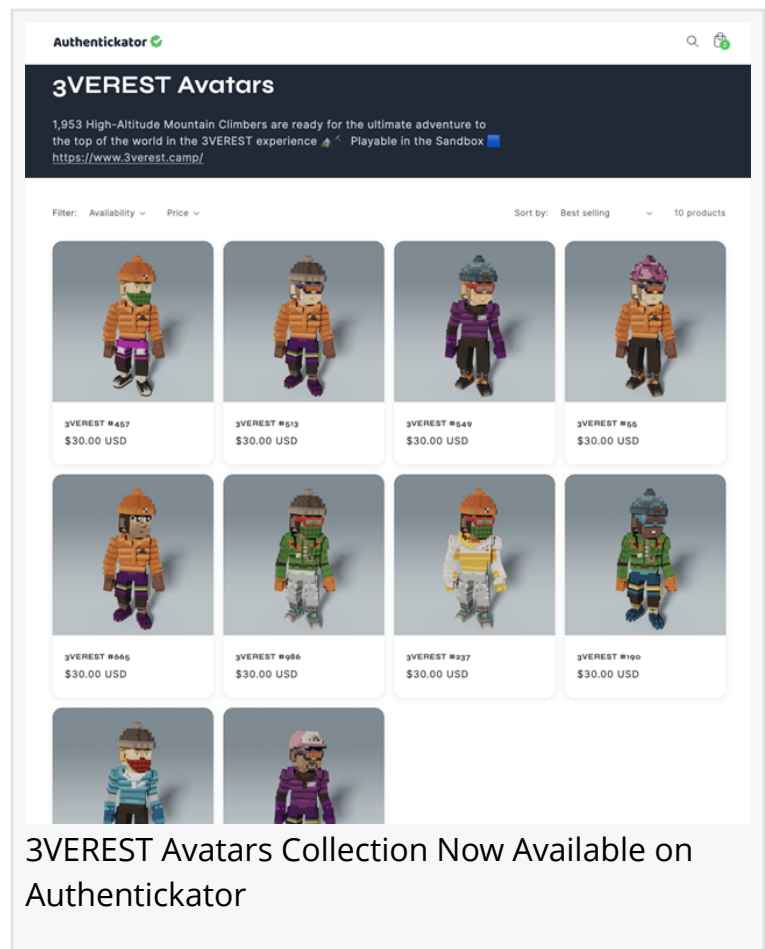 Authentickator
2
3VEREST Avatars
1,953 High-Altitude Mountain Climbers are ready for the ultimate adventure to
the top of the world in the 3VEREST experience 🏔️⛏️ Playable in the Sandbox 🟦
https://www.3verest.camp/
Filter: Availability Price Sort by: Best selling 10 products
3VEREST #457 3VEREST #513 3VEREST #549 3VEREST #55
$30.00 USD $30.00 USD $30.00 USD $30.00 USD
3VEREST #665 3VEREST #986 3VEREST #237 3VEREST #190
$30.00 USD $30.00 USD $30.00 USD $30.00 USD
3VEREST Avatars Collection Now Available on
Authentickator